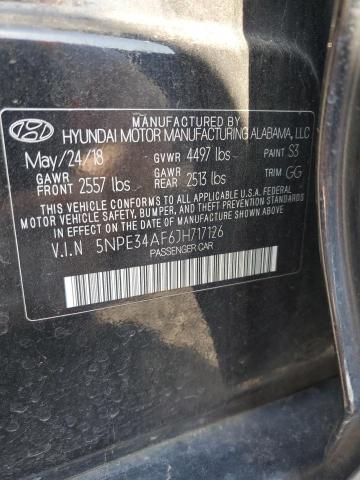 MANUFACTURED BY
HYUNDAI MOTOR MANUFACTURING ALABAMA, LLC
May/24/18 GVWR 4497 lbs PAINT S3
GAWR FRONT 2557 lbs GAWR REAR 2513 lbs TRIM GG
THIS VEHICLE CONFORMS TO ALL APPLICABLE U.S.A. FEDERAL
MOTOR VEHICLE SAFETY, BUMPER, AND THEFT PREVENTION
STANDARDS IN EFFECT ON THE DATE OF MANUFACTURE SHOWN
ABOVE.
V.I.N 5NPE34AF6JH717126
PASSENGER CAR